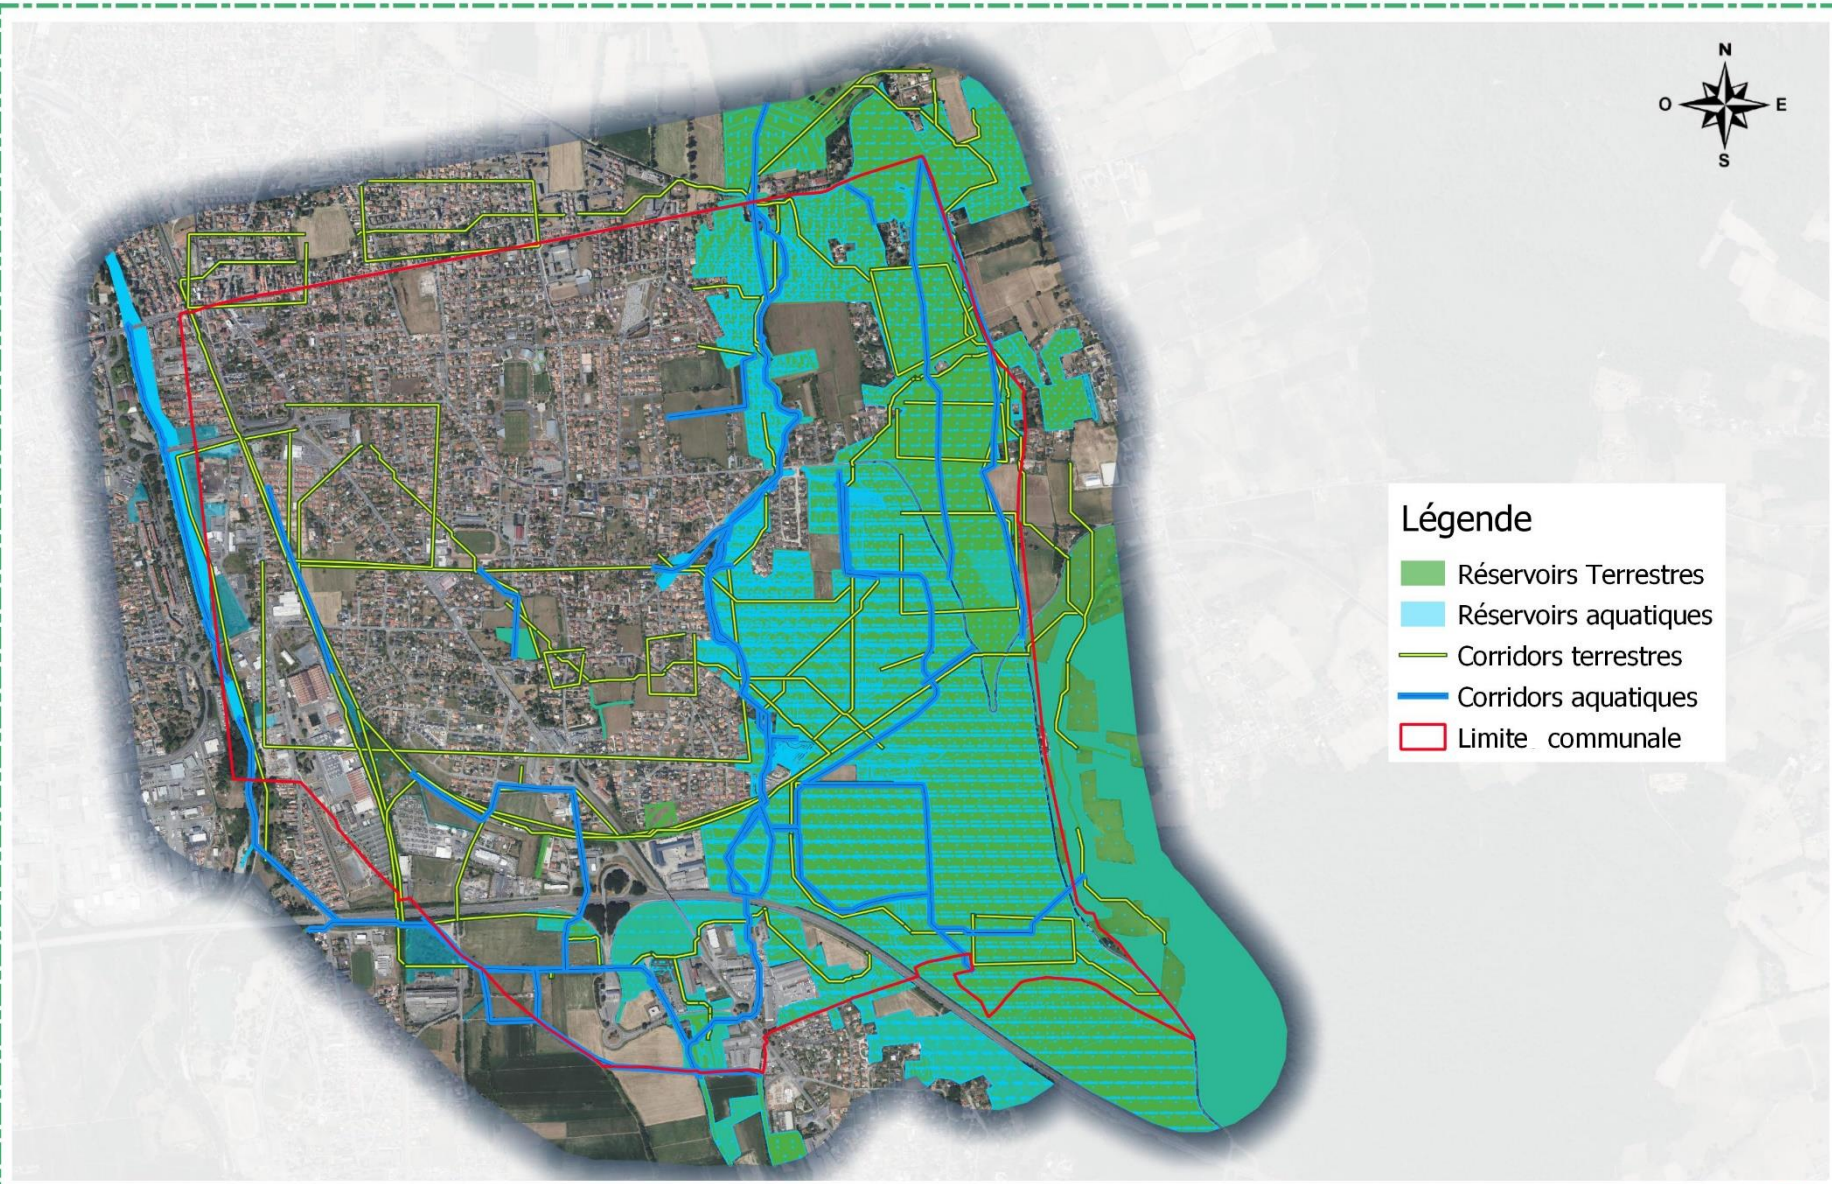 N
O E
S
Légende
Réservoirs Terrestres
Réservoirs aquatiques
Corridors terrestres
Corridors aquatiques
Limite communale